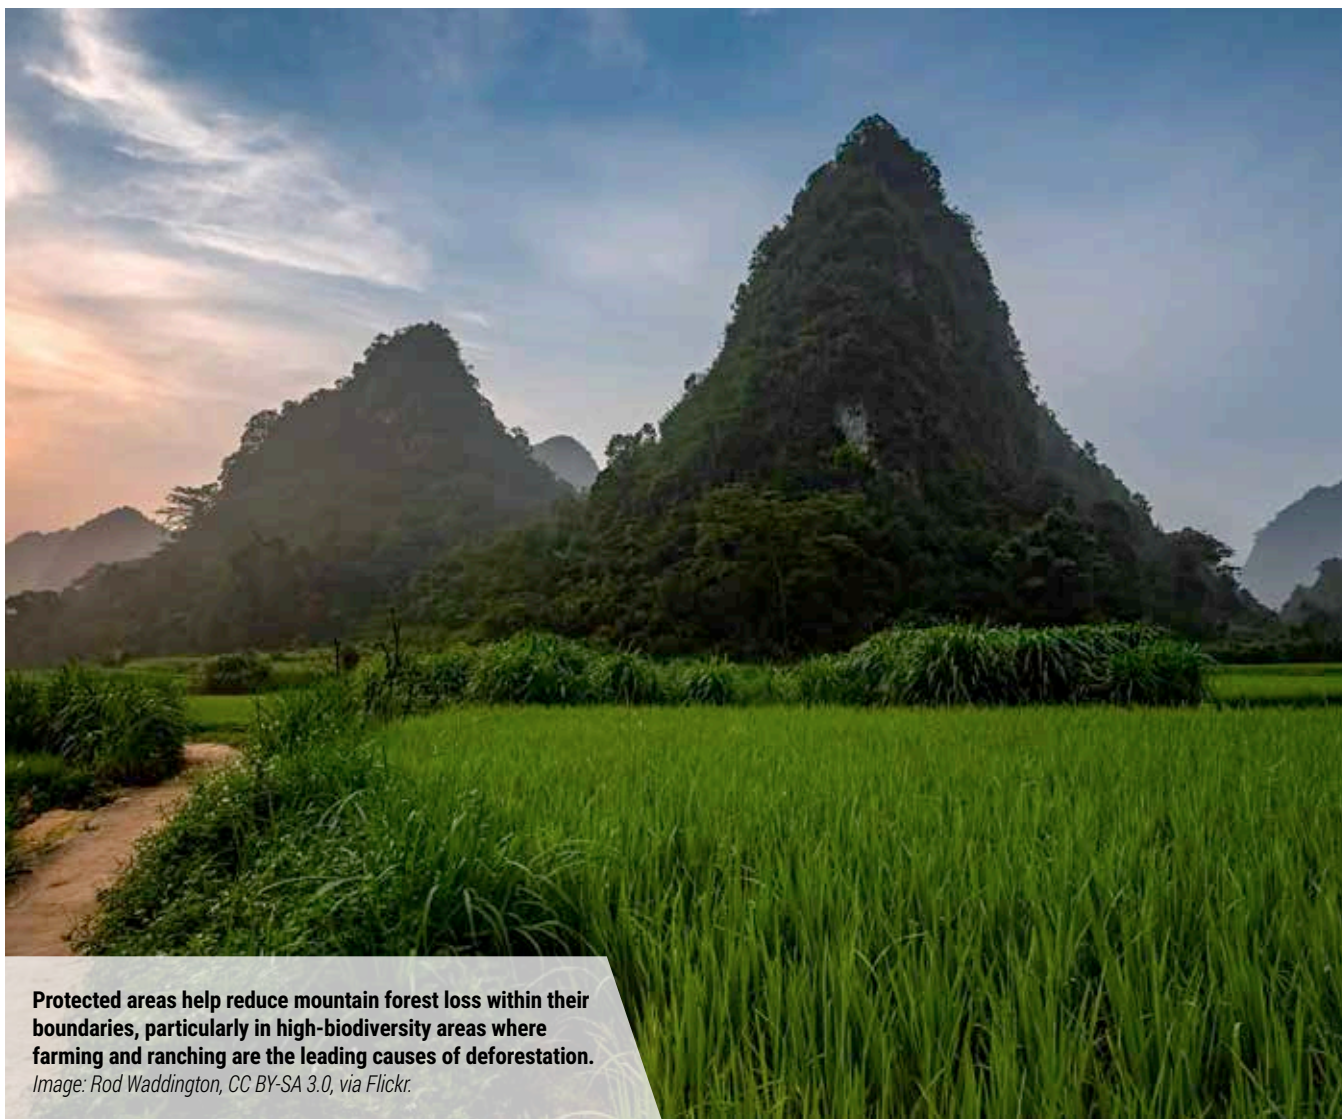 Protected areas help reduce mountain forest loss within their
boundaries, particularly in high-biodiversity areas where
farming and ranching are the leading causes of deforestation.
Image: Rod Waddington, CC BY-SA 3.0, via Flickr.